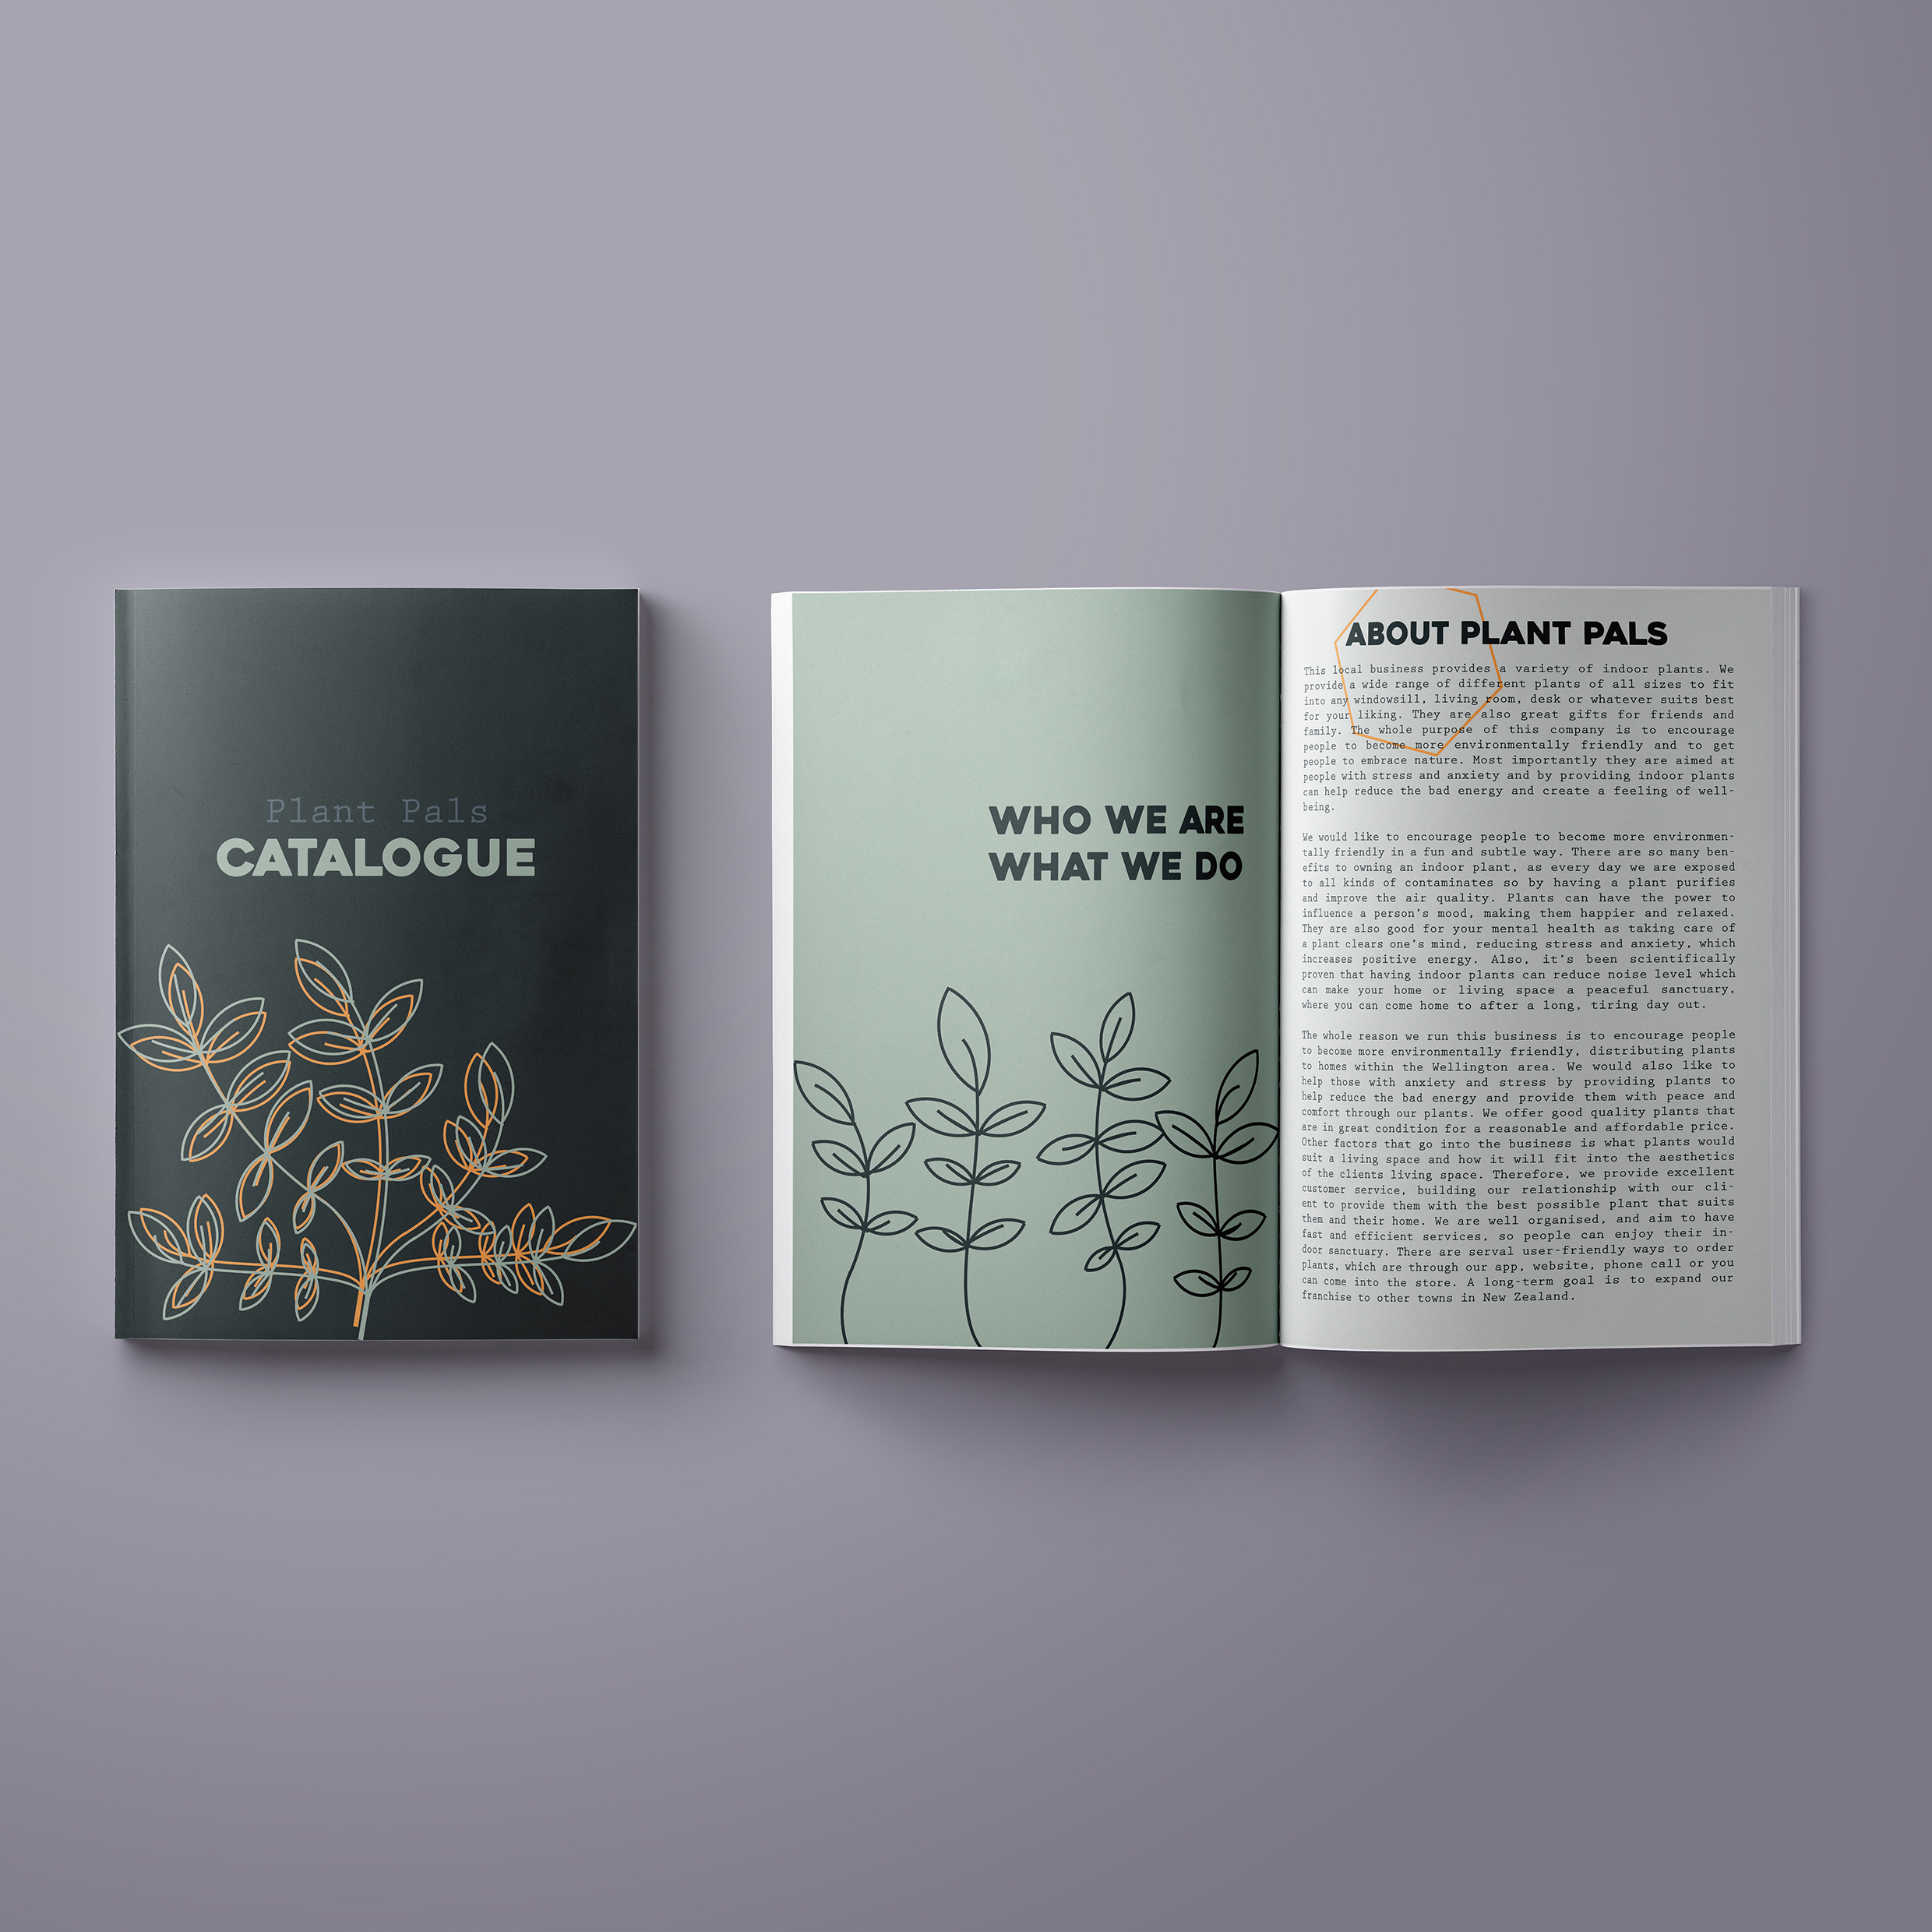 Plant Pals
CATALOGUE
WHO WE ARE
WHAT WE DO
ABOUT PLANT PALS
This local business provides a variety of indoor plants. We
provide a wide range of different plants of all sizes to fit
into any windowsill, living room, desk or whatever suits best
for your liking. They are also great gifts for friends and
family. The whole purpose of this company is to encourage
people to become more environmentally friendly and to get
people to embrace nature. Most importantly they are aimed at
people with stress and anxiety and by providing indoor plants
can help reduce the bad energy and create a feeling of well-
being.
We would like to encourage people to become more environmen-
tally friendly in a fun and subtle way. There are so many ben-
efits to owning an indoor plant, as every day we are exposed
to all kinds of contaminates so by having a plant purifies
and improve the air quality. Plants can have the power to
influence a person's mood, making them happier and relaxed.
They are also good for your mental health as taking care of
a plant clears one's mind, reducing stress and anxiety, which
increases positive energy. Also, it's been scientifically
proven that having indoor plants can reduce noise level which
can make your home or living space a peaceful sanctuary,
where you can come home to after a long, tiring day out.
The whole reason we run this business is to encourage people
to become more environmentally friendly, distributing plants
to homes within the Wellington area. We would also like to
help those with anxiety and stress by providing plants to
help reduce the bad energy and provide them with peace and
comfort through our plants. We offer good quality plants that
are in great condition for a reasonable and affordable price.
Other factors that go into the business is what plants would
suit a living space and how it will fit into the aesthetics
of the clients living space. Therefore, we provide excellent
customer service, building our relationship with our cli-
ent to provide them with the best possible plant that suits
them and their home. We are well organised, and aim to have
fast and efficient services, so people can enjoy their in-
door sanctuary. There are serval user-friendly ways to order
plants, which are through our app, website, phone call or you
can come into the store. A long-term goal is to expand our
franchise to other towns in New Zealand.